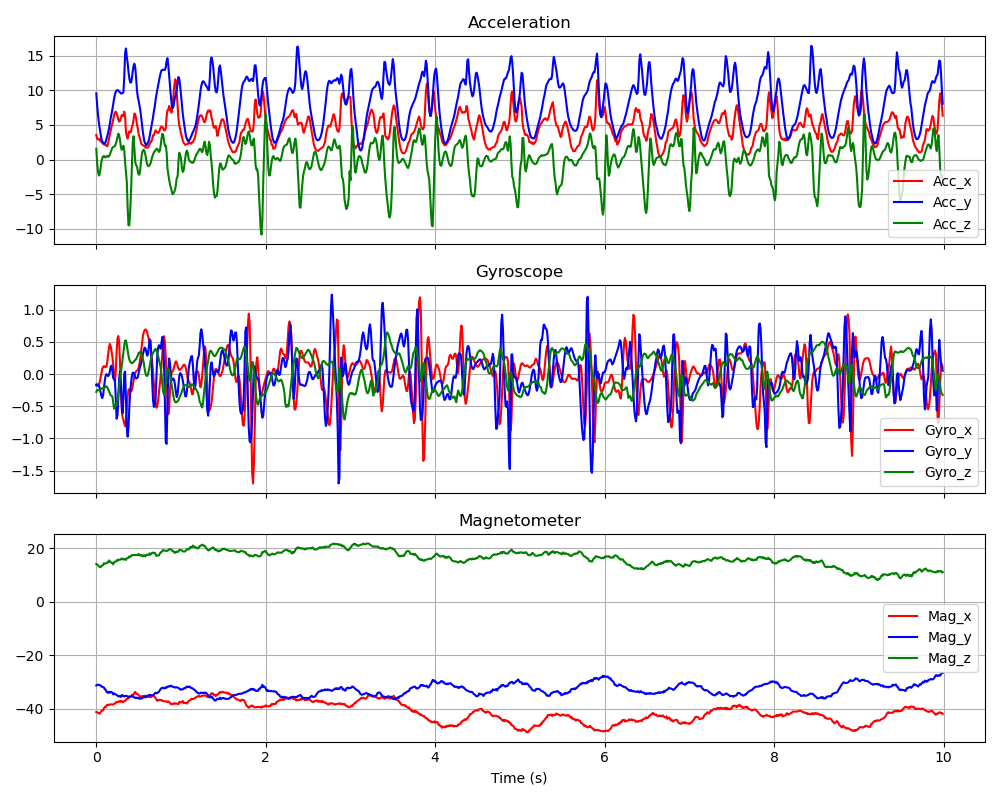 Acceleration
15
10
5
0
−5
−10
Acc_x
Acc_y
Acc_z
Gyroscope
1.0
0.5
0.0
−0.5
−1.0
−1.5
Gyro_x
Gyro_y
Gyro_z
Magnetometer
20
0
−20
−40
Mag_x
Mag_y
Mag_z
0 2 4 6 8 10
Time (s)